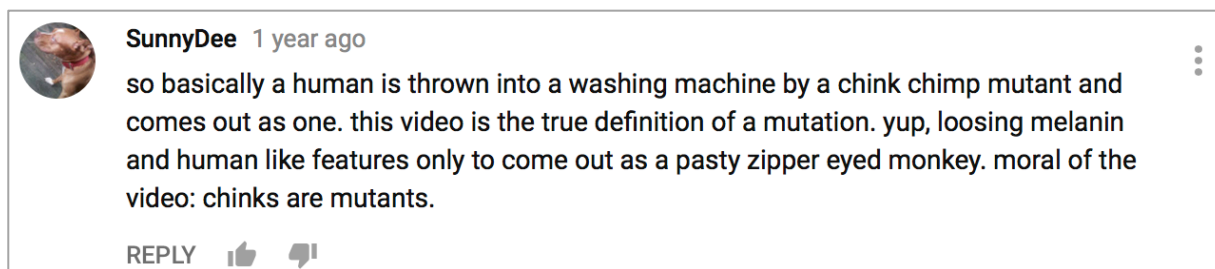 SunnyDee 1 year ago
so basically a human is thrown into a washing machine by a chink chimp mutant and
comes out as one. this video is the true definition of a mutation. yup, loosing melanin
and human like features only to come out as a pasty zipper eyed monkey. moral of the
video: chinks are mutants.
REPLY